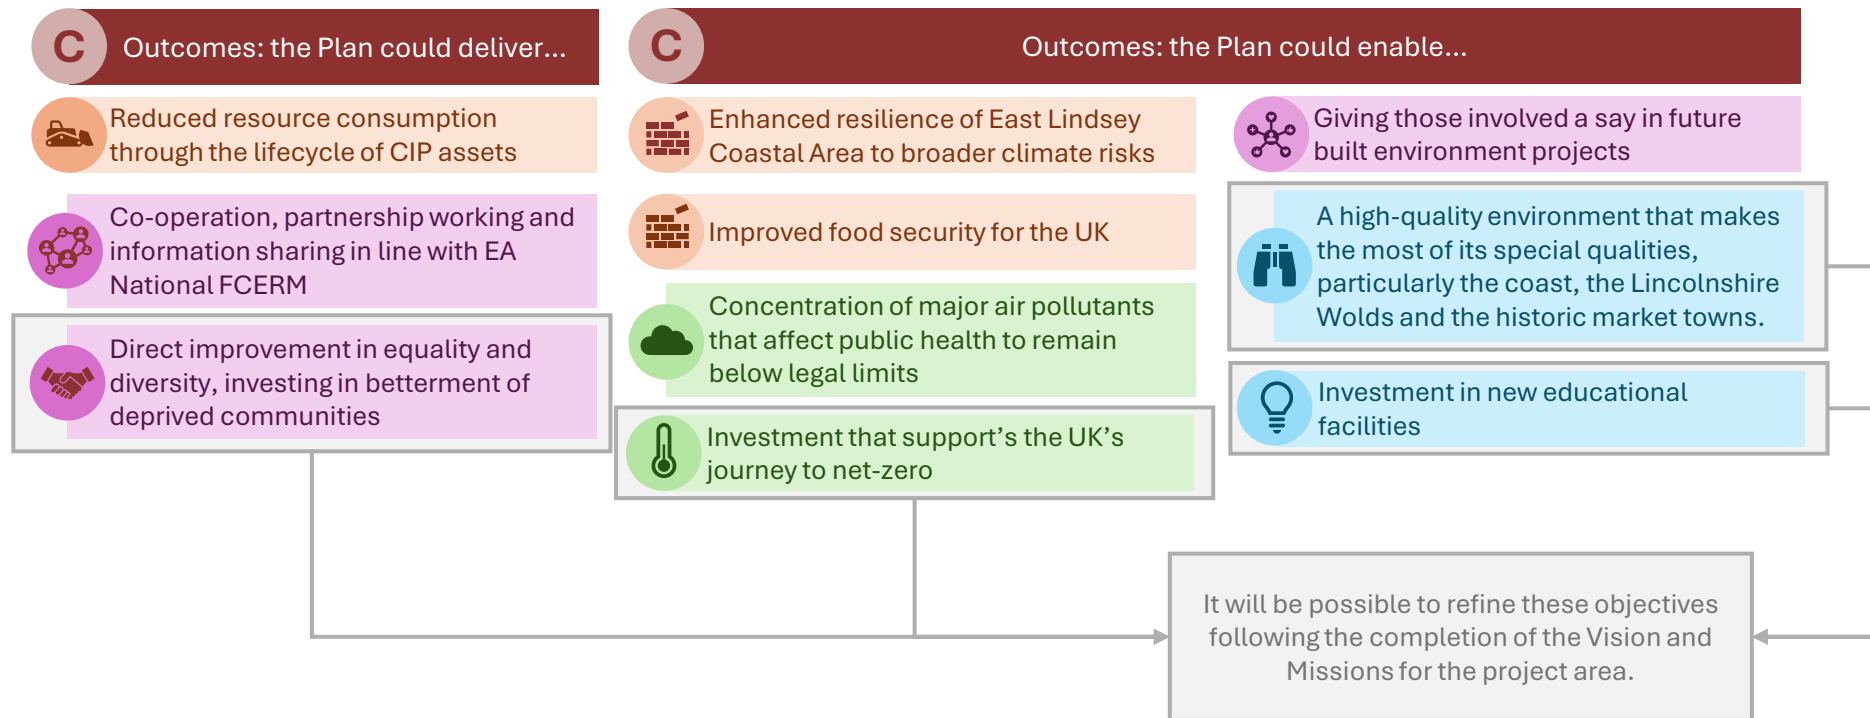 C
Outcomes: the Plan could deliver...
Reduced resource consumption
through the lifecycle of CIP assets
Co-operation, partnership working and
information sharing in line with EA
National FCERM
Direct improvement in equality and
diversity, investing in betterment of
deprived communities
C
Outcomes: the Plan could enable...
Enhanced resilience of East Lindsey
Coastal Area to broader climate risks
Improved food security for the UK
Concentration of major air pollutants
that affect public health to remain
below legal limits
Investment that support’s the UK’s
journey to net-zero
Giving those involved a say in future
built environment projects
A high-quality environment that makes
the most of its special qualities,
particularly the coast, the Lincolnshire
Wolds and the historic market towns.
Investment in new educational
facilities
It will be possible to refine these objectives
following the completion of the Vision and
Missions for the project area.